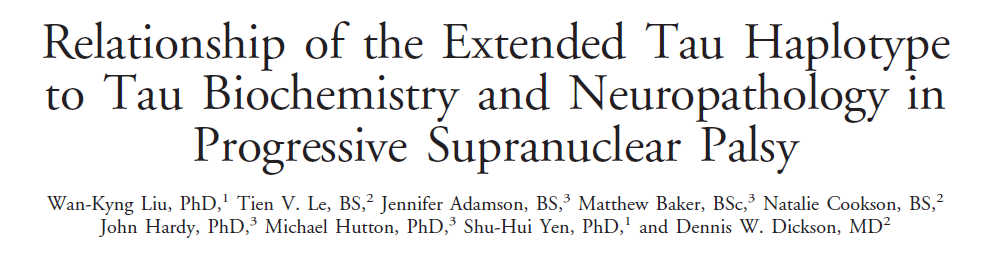 Relationship of the Extended Tau Haplotype
to Tau Biochemistry and Neuropathology in
Progressive Supranuclear Palsy
Wan-Kyng Liu, PhD,¹ Tien V. Le, BS,² Jennifer Adamson, BS,³ Matthew Baker, BSc,³ Natalie Cookson, BS,²
John Hardy, PhD,³ Michael Hutton, PhD,³ Shu-Hui Yen, PhD,¹ and Dennis W. Dickson, MD²